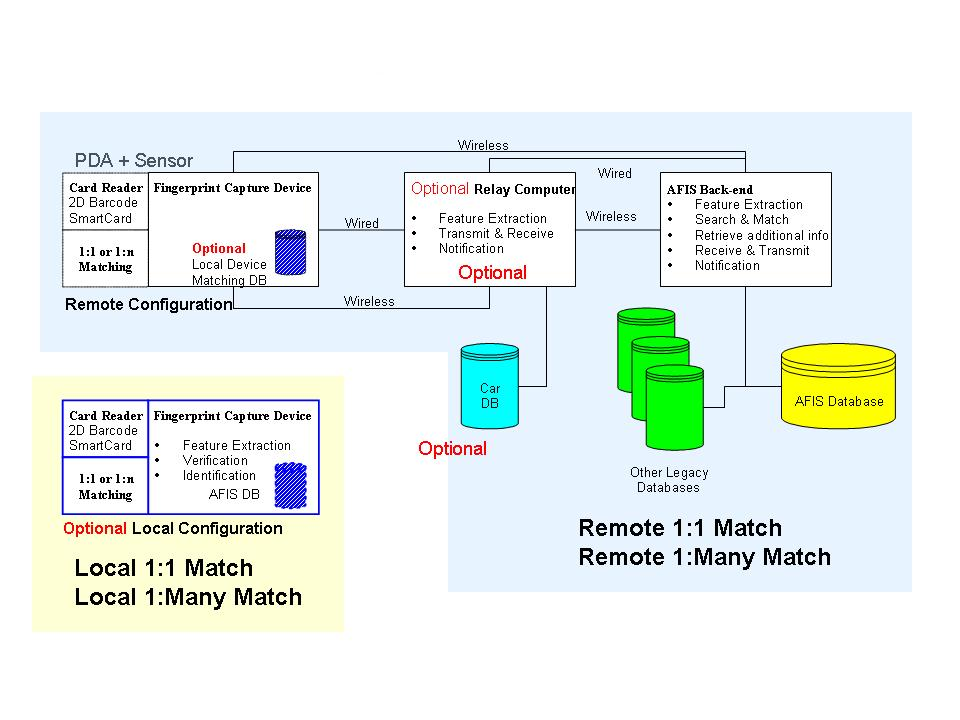 Wireless
PDA + Sensor
Wired
Card Reader
2D Barcode
SmartCard
1:1 or 1:n
Matching
Fingerprint Capture Device
Optional
Local Device
Matching DB
Wired
Optional Relay Computer
• Feature Extraction
• Transmit & Receive
• Notification
Optional
Wireless
AFIS Back-end
• Feature Extraction
• Search & Match
• Retrieve additional info
• Receive & Transmit
• Notification
Remote Configuration
Wireless
Car
DB
Optional
AFIS Database
Other Legacy
Databases
Remote 1:1 Match
Remote 1:Many Match
Card Reader
2D Barcode
SmartCard
1:1 or 1:n
Matching
Fingerprint Capture Device
• Feature Extraction
• Verification
• Identification
AFIS DB
Optional Local Configuration
Local 1:1 Match
Local 1:Many Match